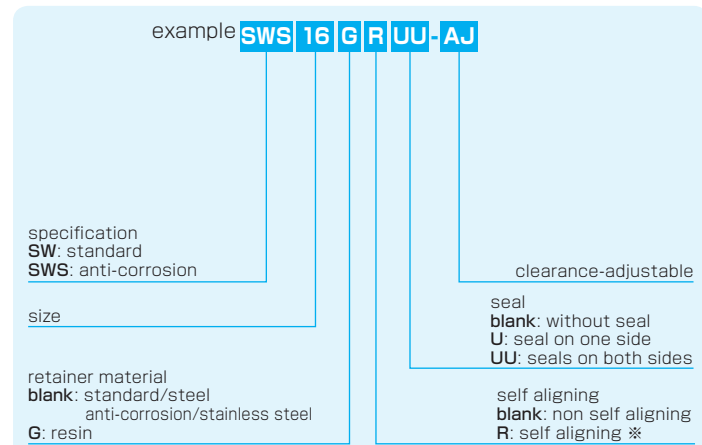 example SWS 16 G R UU - AJ
specification
SW: standard
SWS: anti-corrosion
size
retainer material
blank: standard/steel
anti-corrosion/stainless steel
G: resin
clearance-adjustable
seal
blank: without seal
U: seal on one side
UU: seals on both sides
self aligning
blank: non self aligning
R: self aligning ※